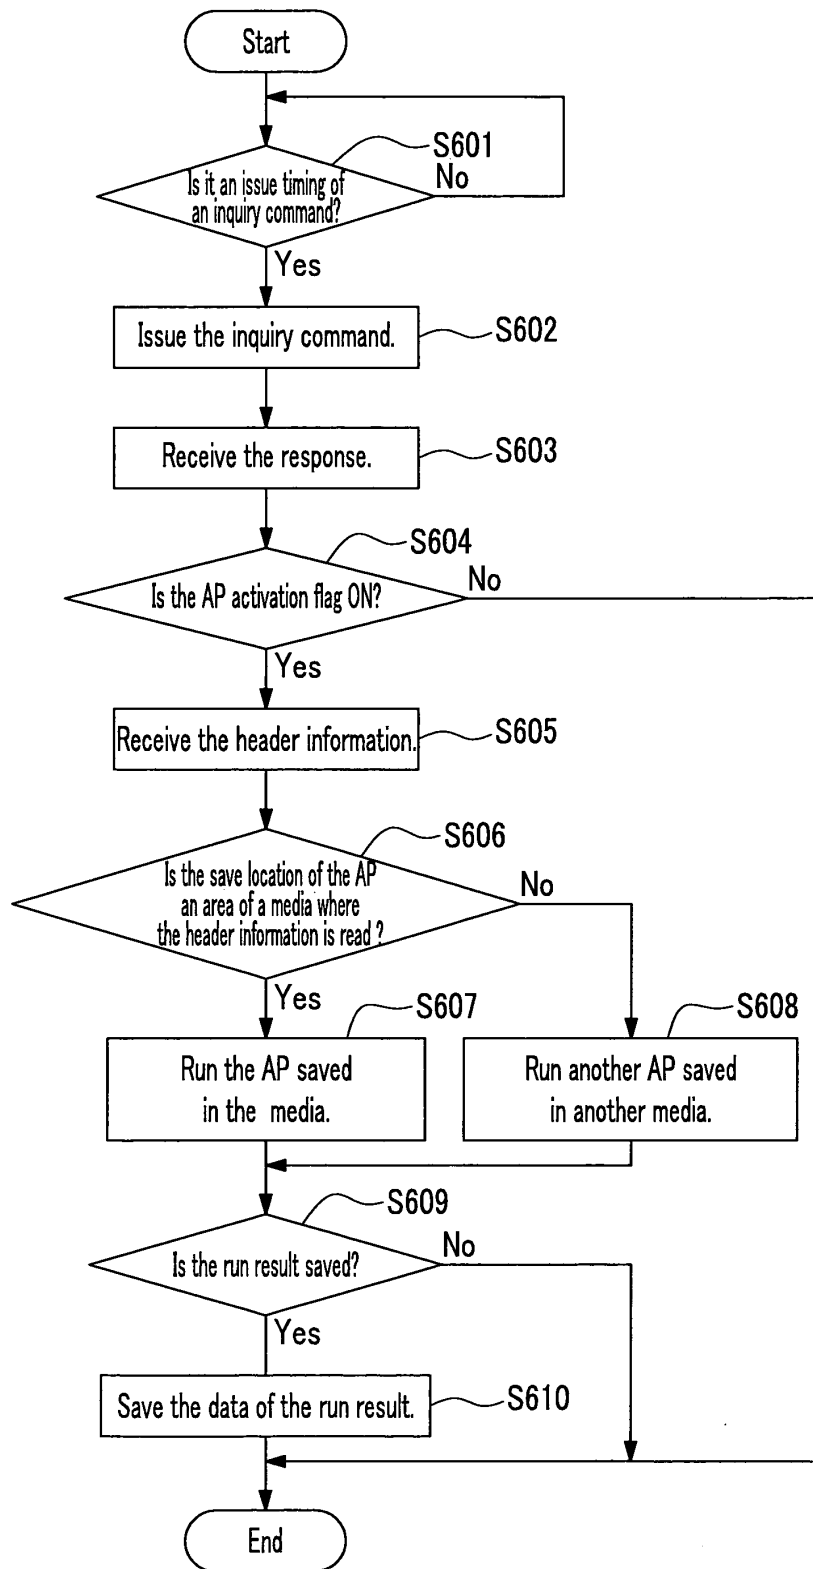 Start
S601
Is it an issue timing of
an inquiry command?
No
Yes
Issue the inquiry command.
S602
Receive the response.
S603
S604
Is the AP activation flag ON?
No
Yes
Receive the header information.
S605
S606
Is the save location of the AP
an area of a media where
the header information is read ?
No
Yes
S607
S608
Run the AP saved
in the media.
Run another AP saved
in another media.
S609
Is the run result saved?
No
Yes
Save the data of the run result.
S610
End